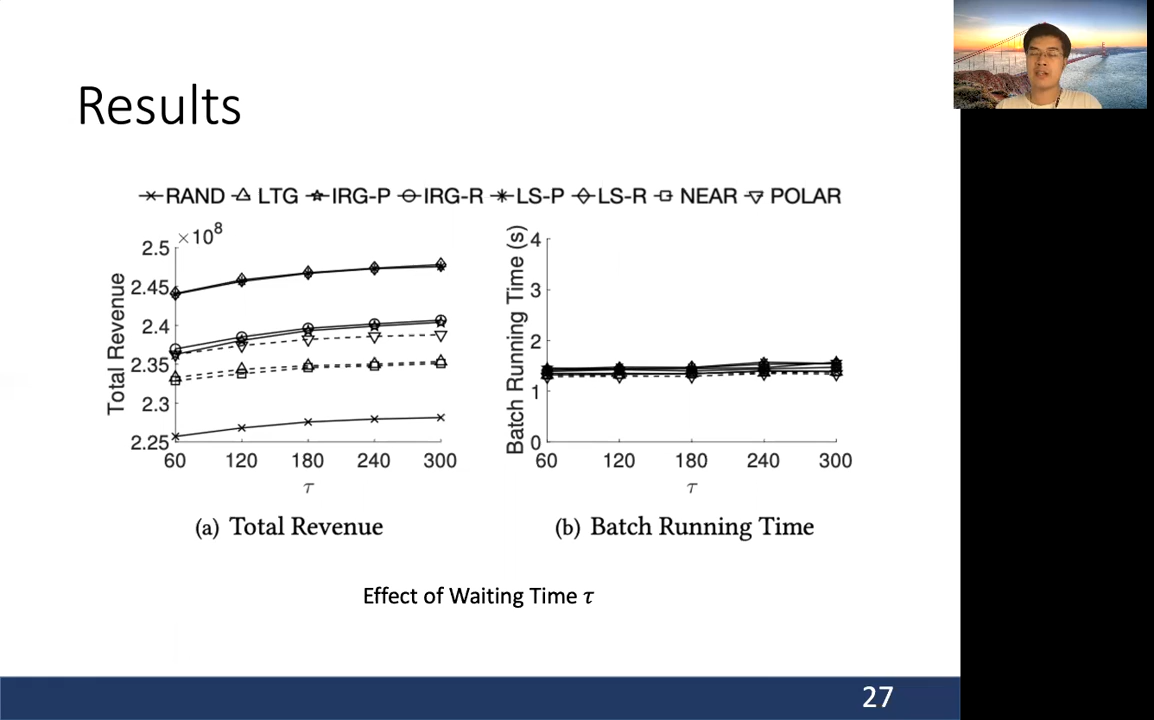 Results
RAND LTG IRG-P IRG-R LS-P LS-R NEAR POLAR
×10⁸
2.5
2.45
2.4
2.35
2.3
2.25
Total Revenue
60 120 180 240 300
τ
(a) Total Revenue
4
3
2
1
0
Batch Running Time (s)
60 120 180 240 300
τ
(b) Batch Running Time
Effect of Waiting Time τ
27